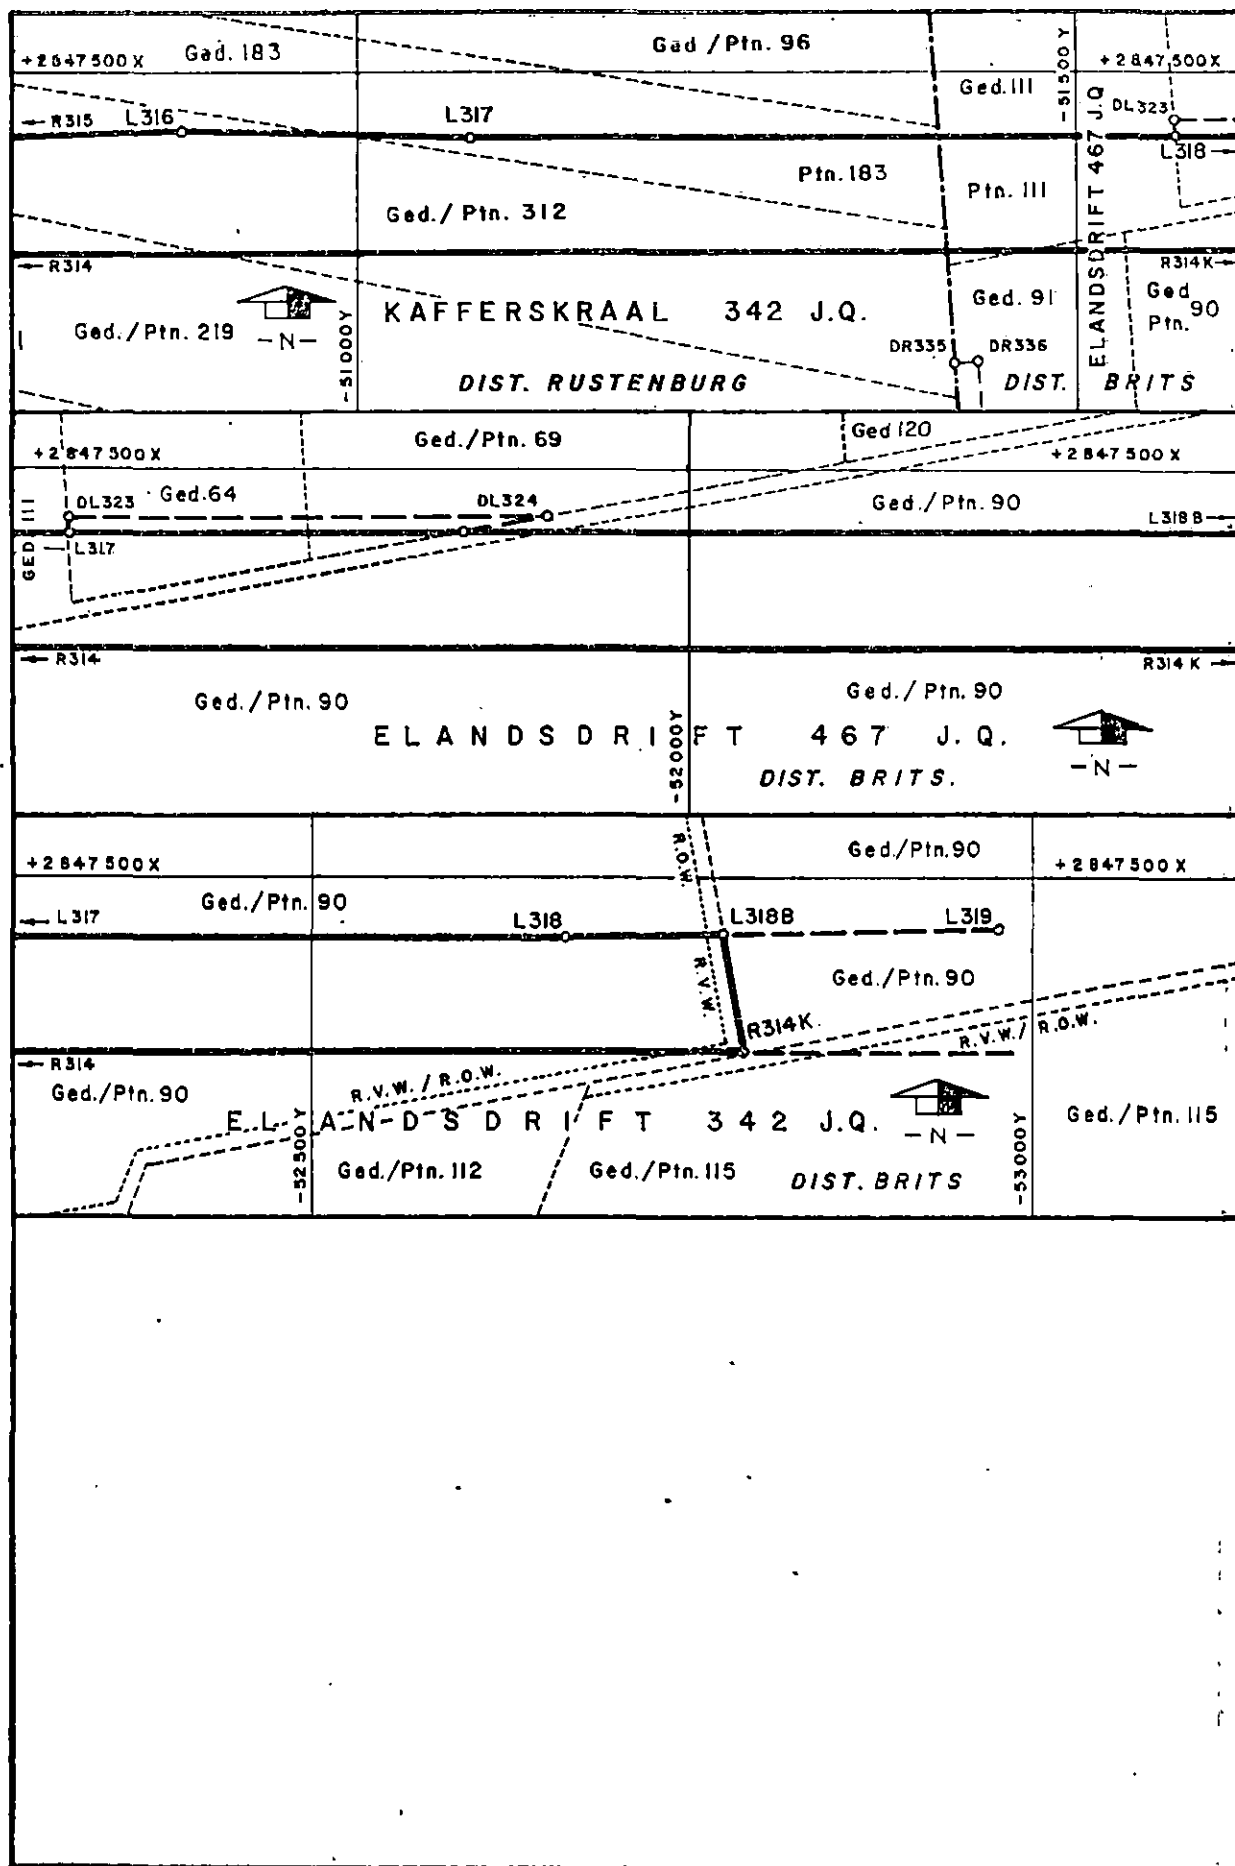 Gad. 183
Gad /Ptn. 96
+2847500X
+2847500X
Ged. 111
-51500Y
ELANDSDRIFT 467 J.Q
DL323
R315
L316
L317
L318
Ptn. 183
Ptn. 111
Ged./Ptn. 312
R314
R314K
Ged./Ptn. 219
-N-
-51000Y
KAFFERSKRAAL 342 J.Q.
Ged. 91
Ged
Ptn. 90
DR335
DR336
DIST. RUSTENBURG
DIST. BRITS
Ged./Ptn. 69
Ged 120
+2847500X
+2847500X
Ged. 64
DL323
DL324
Ged./Ptn. 90
L318B
GED 111
L317
R314
R314K
Ged./Ptn. 90
Ged./Ptn. 90
-52000Y
ELANDSDRIFT 467 J.Q.
-N-
DIST. BRITS.
R.O.W.
Ged./Ptn. 90
+2847500X
+2847500X
Ged./Ptn. 90
L317
L318
L318B
L319
R.V.W.
Ged./Ptn. 90
R314K
R.V.W./ R.O.W.
R314
Ged./Ptn. 90
R.V.W. / R.O.W.
-52500Y
ELANDSDRIFT 342 J.Q.
-N-
-53000Y
Ged./Ptn. 115
Ged./Ptn. 112
Ged./Ptn. 115
DIST. BRITS